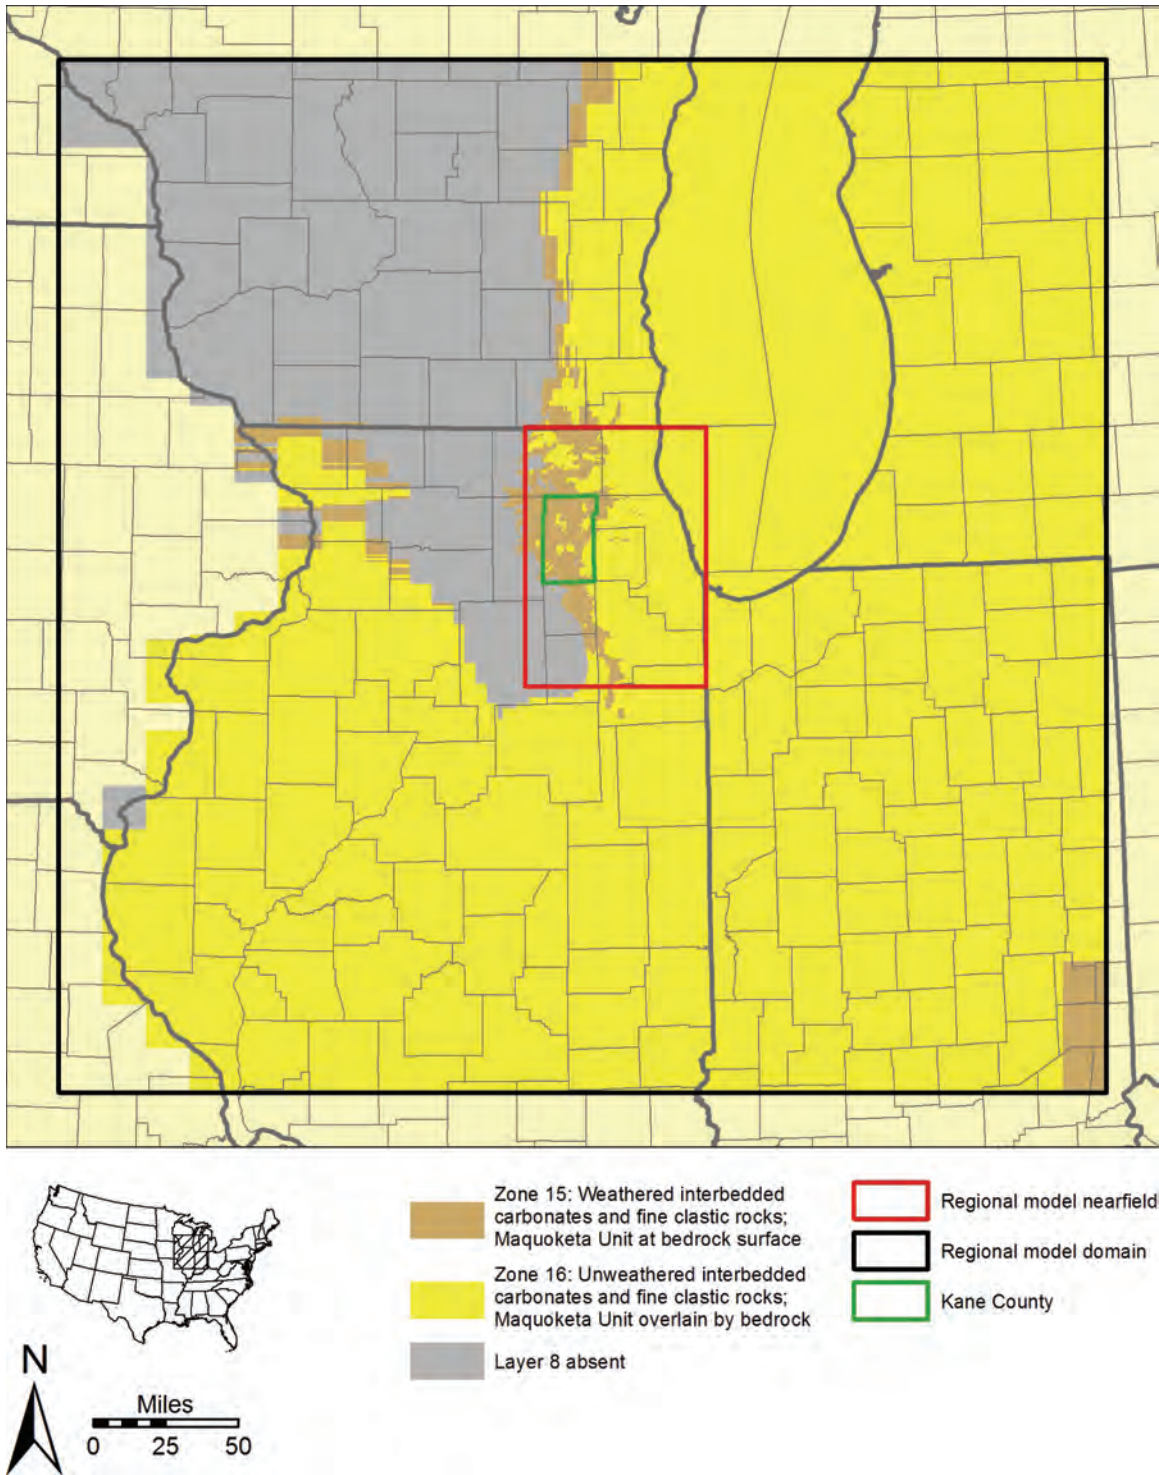 Zone 15: Weathered interbedded
carbonates and fine clastic rocks;
Maquoketa Unit at bedrock surface
Zone 16: Unweathered interbedded
carbonates and fine clastic rocks;
Maquoketa Unit overlain by bedrock
Layer 8 absent
Regional model nearfield
Regional model domain
Kane County
N
Miles
0 25 50